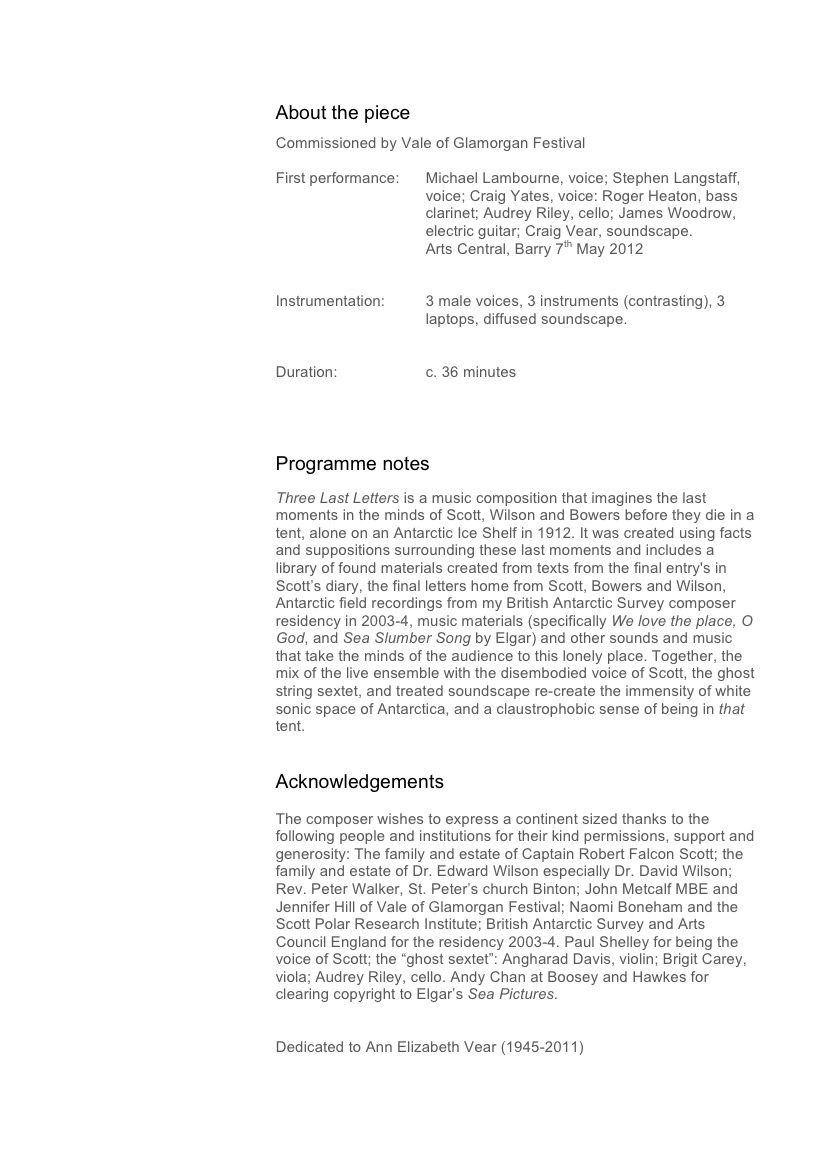 About the piece
Commissioned by Vale of Glamorgan Festival
First performance: Michael Lambourne, voice; Stephen Langstaff,
voice; Craig Yates, voice: Roger Heaton, bass
clarinet; Audrey Riley, cello; James Woodrow,
electric guitar; Craig Vear, soundscape.
Arts Central, Barry 7th May 2012
Instrumentation: 3 male voices, 3 instruments (contrasting), 3
laptops, diffused soundscape.
Duration: c. 36 minutes
Programme notes
Three Last Letters is a music composition that imagines the last
moments in the minds of Scott, Wilson and Bowers before they die in a
tent, alone on an Antarctic Ice Shelf in 1912. It was created using facts
and suppositions surrounding these last moments and includes a
library of found materials created from texts from the final entry's in
Scott’s diary, the final letters home from Scott, Bowers and Wilson,
Antarctic field recordings from my British Antarctic Survey composer
residency in 2003-4, music materials (specifically We love the place, O
God, and Sea Slumber Song by Elgar) and other sounds and music
that take the minds of the audience to this lonely place. Together, the
mix of the live ensemble with the disembodied voice of Scott, the ghost
string sextet, and treated soundscape re-create the immensity of white
sonic space of Antarctica, and a claustrophobic sense of being in that
tent.
Acknowledgements
The composer wishes to express a continent sized thanks to the
following people and institutions for their kind permissions, support and
generosity: The family and estate of Captain Robert Falcon Scott; the
family and estate of Dr. Edward Wilson especially Dr. David Wilson;
Rev. Peter Walker, St. Peter’s church Binton; John Metcalf MBE and
Jennifer Hill of Vale of Glamorgan Festival; Naomi Boneham and the
Scott Polar Research Institute; British Antarctic Survey and Arts
Council England for the residency 2003-4. Paul Shelley for being the
voice of Scott; the “ghost sextet”: Angharad Davis, violin; Brigit Carey,
viola; Audrey Riley, cello. Andy Chan at Boosey and Hawkes for
clearing copyright to Elgar’s Sea Pictures.
Dedicated to Ann Elizabeth Vear (1945-2011)